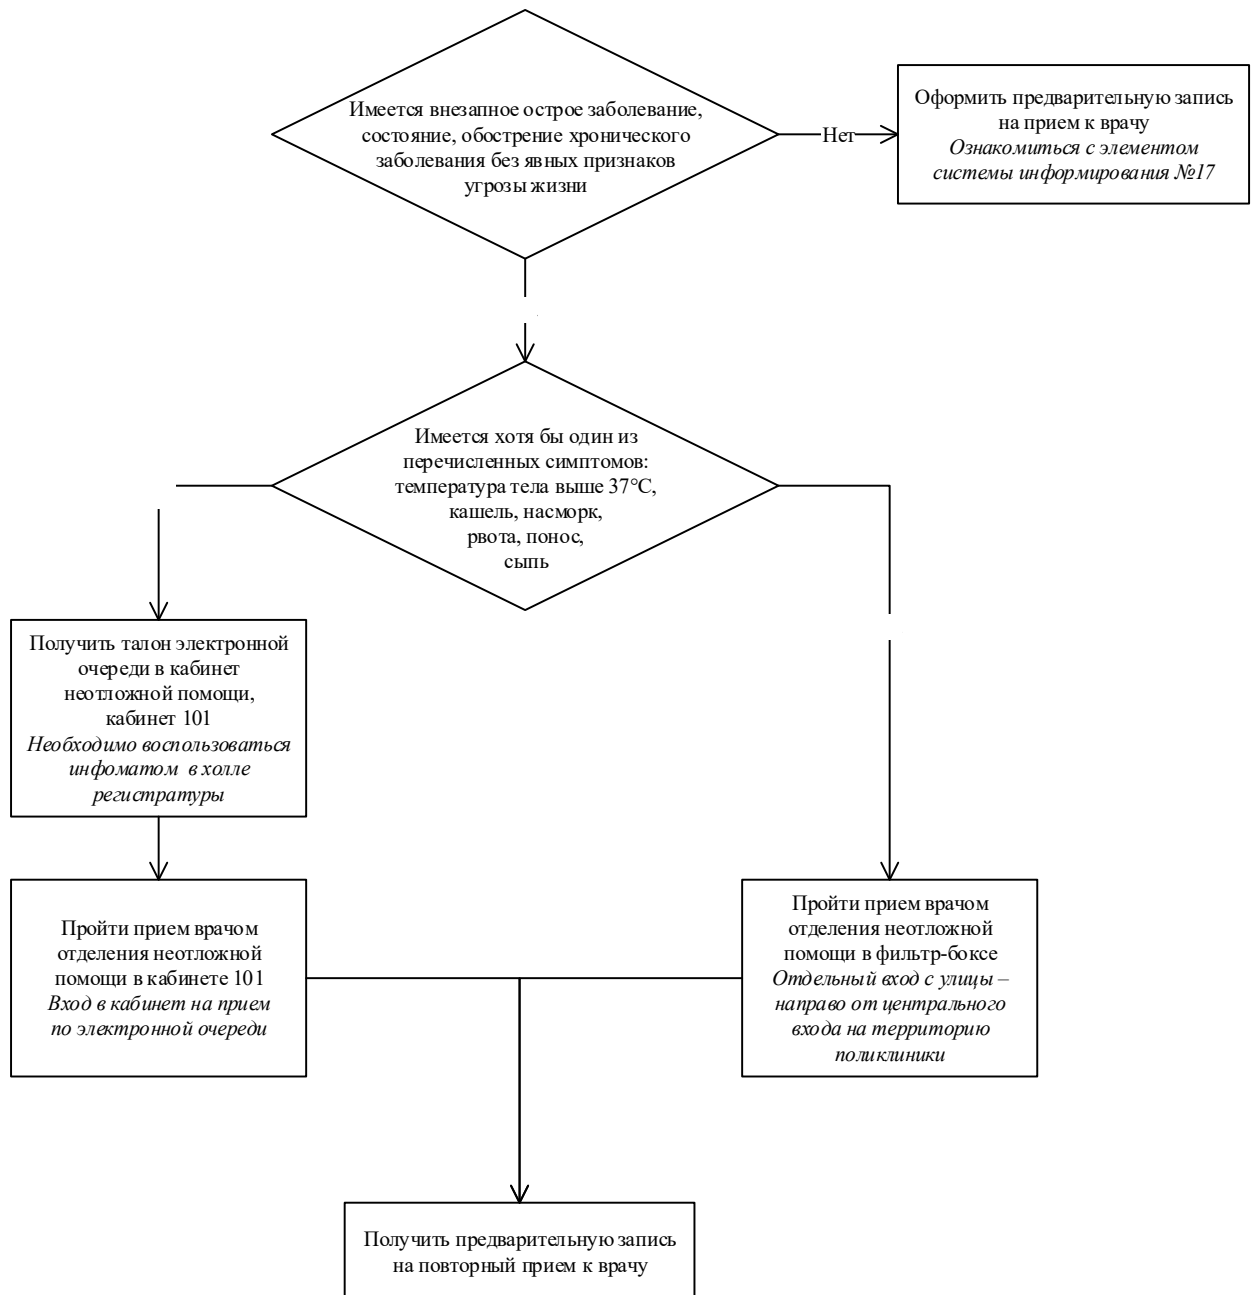 Имеется внезапное острое заболевание,
состояние, обострение хронического
заболевания без явных признаков
угрозы жизни
Нет
Оформить предварительную запись
на прием к врачу
Ознакомиться с элементом
системы информирования №17
Имеется хотя бы один из
перечисленных симптомов:
температура тела выше 37°C,
кашель, насморк,
рвота, понос,
сыпь
Получить талон электронной
очереди в кабинет
неотложной помощи,
кабинет 101
Необходимо воспользоваться
инфоматом в холле
регистратуры
Пройти прием врачом
отделения неотложной
помощи в кабинете 101
Вход в кабинет на прием
по электронной очереди
Пройти прием врачом
отделения неотложной
помощи в фильтр-боксе
Отдельный вход с улицы –
направо от центрального
входа на территорию
поликлиники
Получить предварительную запись
на повторный прием к врачу